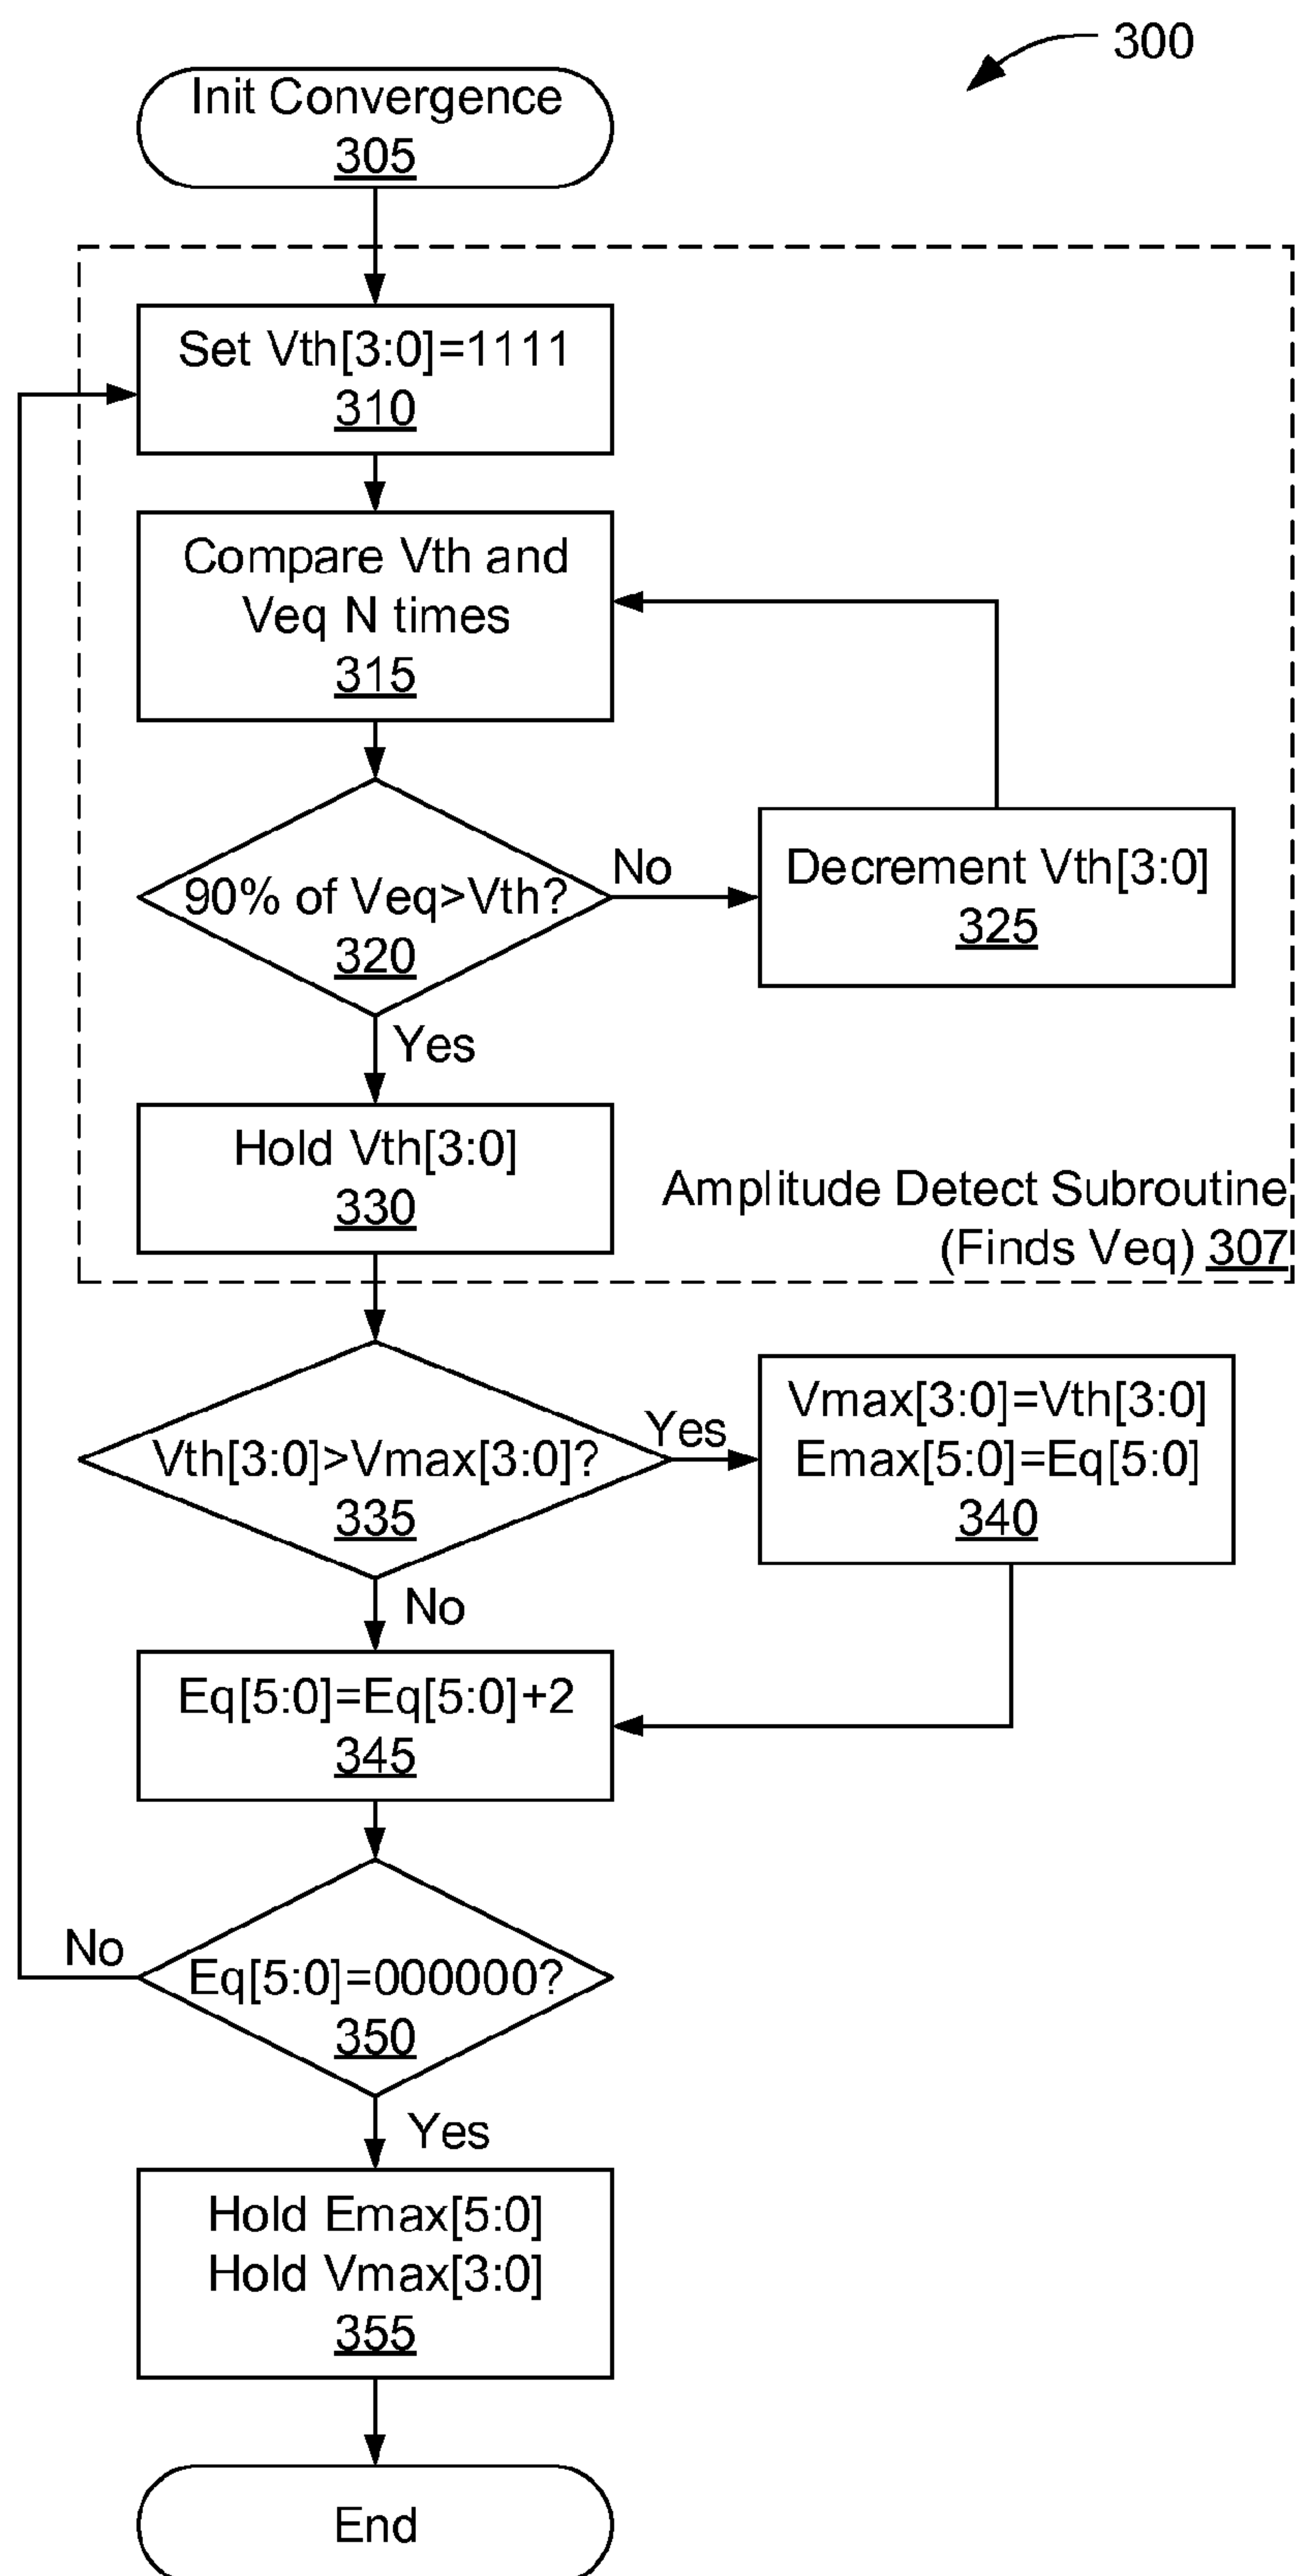 300
Init Convergence
305
Set Vth[3:0]=1111
310
Compare Vth and
Veq N times
315
90% of Veq>Vth?
320
No
Decrement Vth[3:0]
325
Yes
Hold Vth[3:0]
330
Amplitude Detect Subroutine
(Finds Veq) 307
Vth[3:0]>Vmax[3:0]?
335
Yes
Vmax[3:0]=Vth[3:0]
Emax[5:0]=Eq[5:0]
340
No
Eq[5:0]=Eq[5:0]+2
345
No
Eq[5:0]=000000?
350
Yes
Hold Emax[5:0]
Hold Vmax[3:0]
355
End